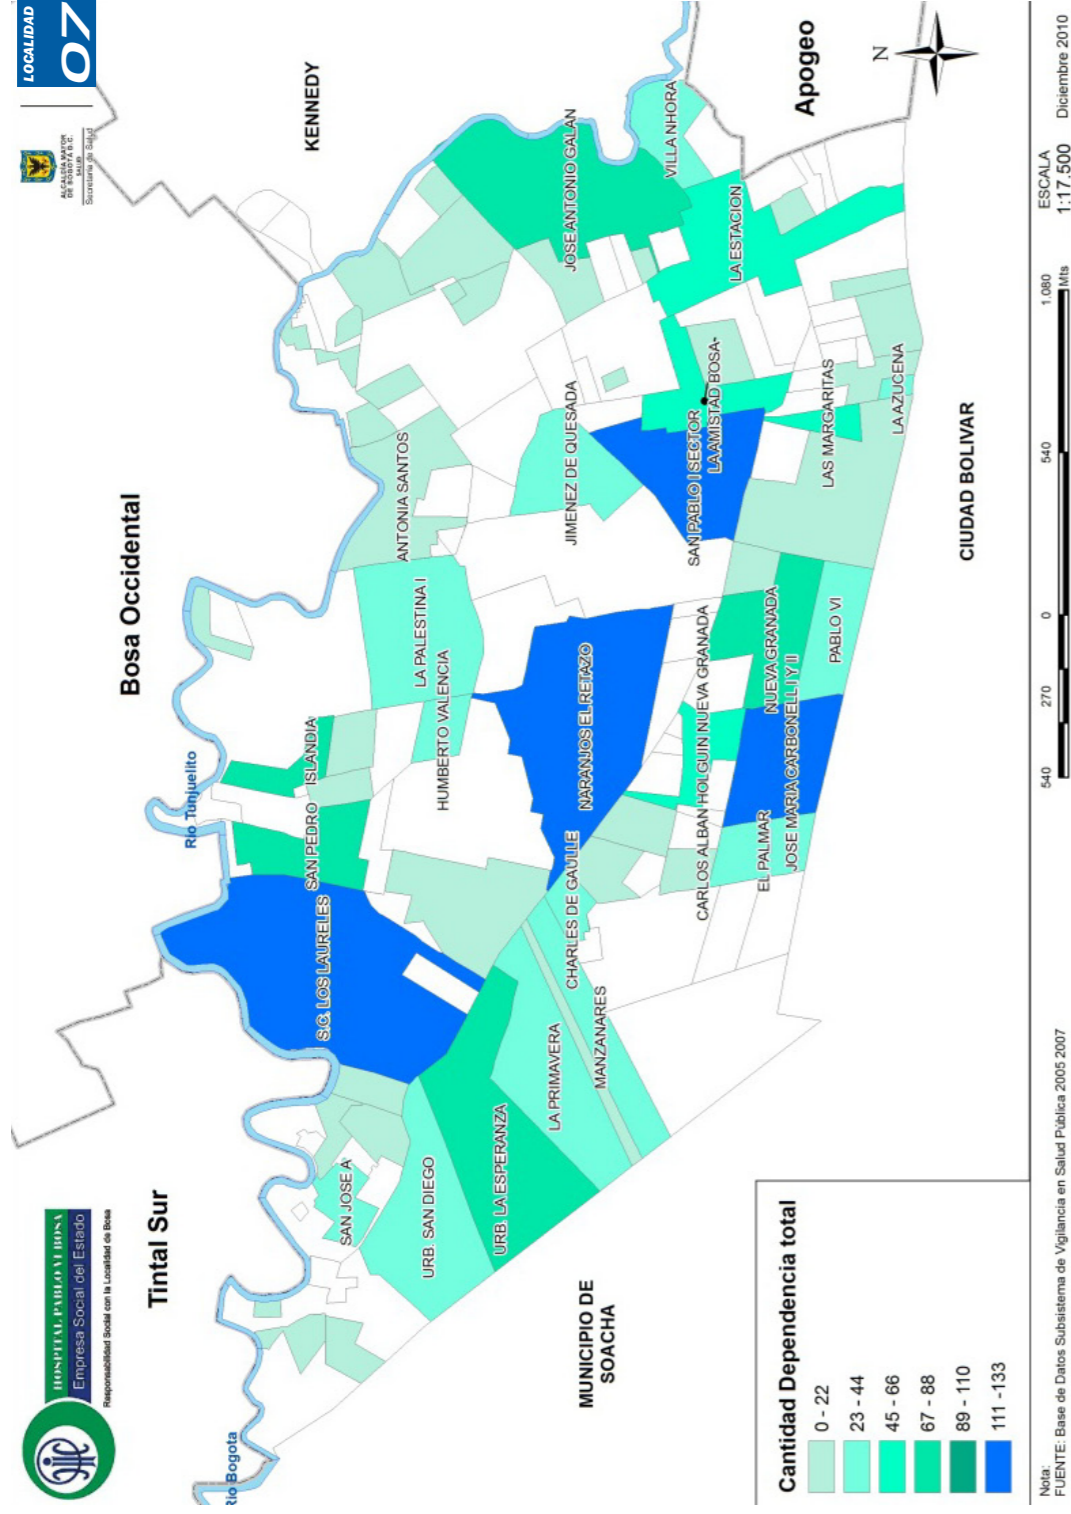 LOCALIDAD
07
ALCALDÍA MAYOR
DE BOGOTÁ D.C.
SALUD
Secretaría de Salud
HOSPITAL PABLO VI BOSA
Empresa Social del Estado
Responsabilidad Social con la Localidad de Bosa
Tintal Sur
Bosa Occidental
KENNEDY
Apogeo
N
CIUDAD BOLIVAR
MUNICIPIO DE
SOACHA
Rio Bogota
Rio Tunjuelito
SAN JOSE A
URB. SAN DIEGO
URB. LA ESPERANZA
LA PRIMAVERA
MANZANARES
CHARLES DE GAULLE
S.C. LOS LAURELES
SAN PEDRO
ISLANDIA
HUMBERTO VALENCIA
LA PALESTINA I
ANTONIA SANTOS
NARANJOS EL RETAZO
CARLOS ALBAN HOLGUIN NUEVA GRANADA
NUEVA GRANADA
EL PALMAR
JOSE MARIA CARBONELL I Y II
PABLO VI
JIMENEZ DE QUESADA
SAN PABLO I SECTOR
LA AMISTAD BOSA-
LAS MARGARITAS
LA AZUCENA
LA ESTACION
JOSE ANTONIO GALAN
VILLA NHORA
Cantidad Dependencia total
0 - 22
23 - 44
45 - 66
67 - 88
89 - 110
111 -133
540
270
0
540
1.080
Mts
ESCALA
1:17.500
Diciembre 2010
Nota:
FUENTE: Base de Datos Subsistema de Vigilancia en Salud Pública 2005 2007